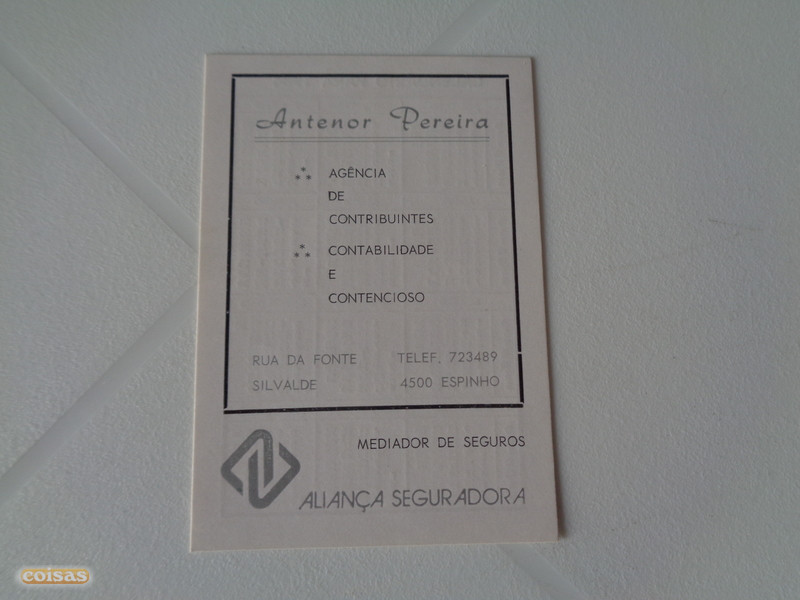 Antenor Pereira
AGÊNCIA
DE
CONTRIBUINTES
CONTABILIDADE
E
CONTENCIOSO
RUA DA FONTE TELEF. 723489
SILVALDE 4500 ESPINHO
MEDIADOR DE SEGUROS
ALIANÇA SEGURADORA
coisas